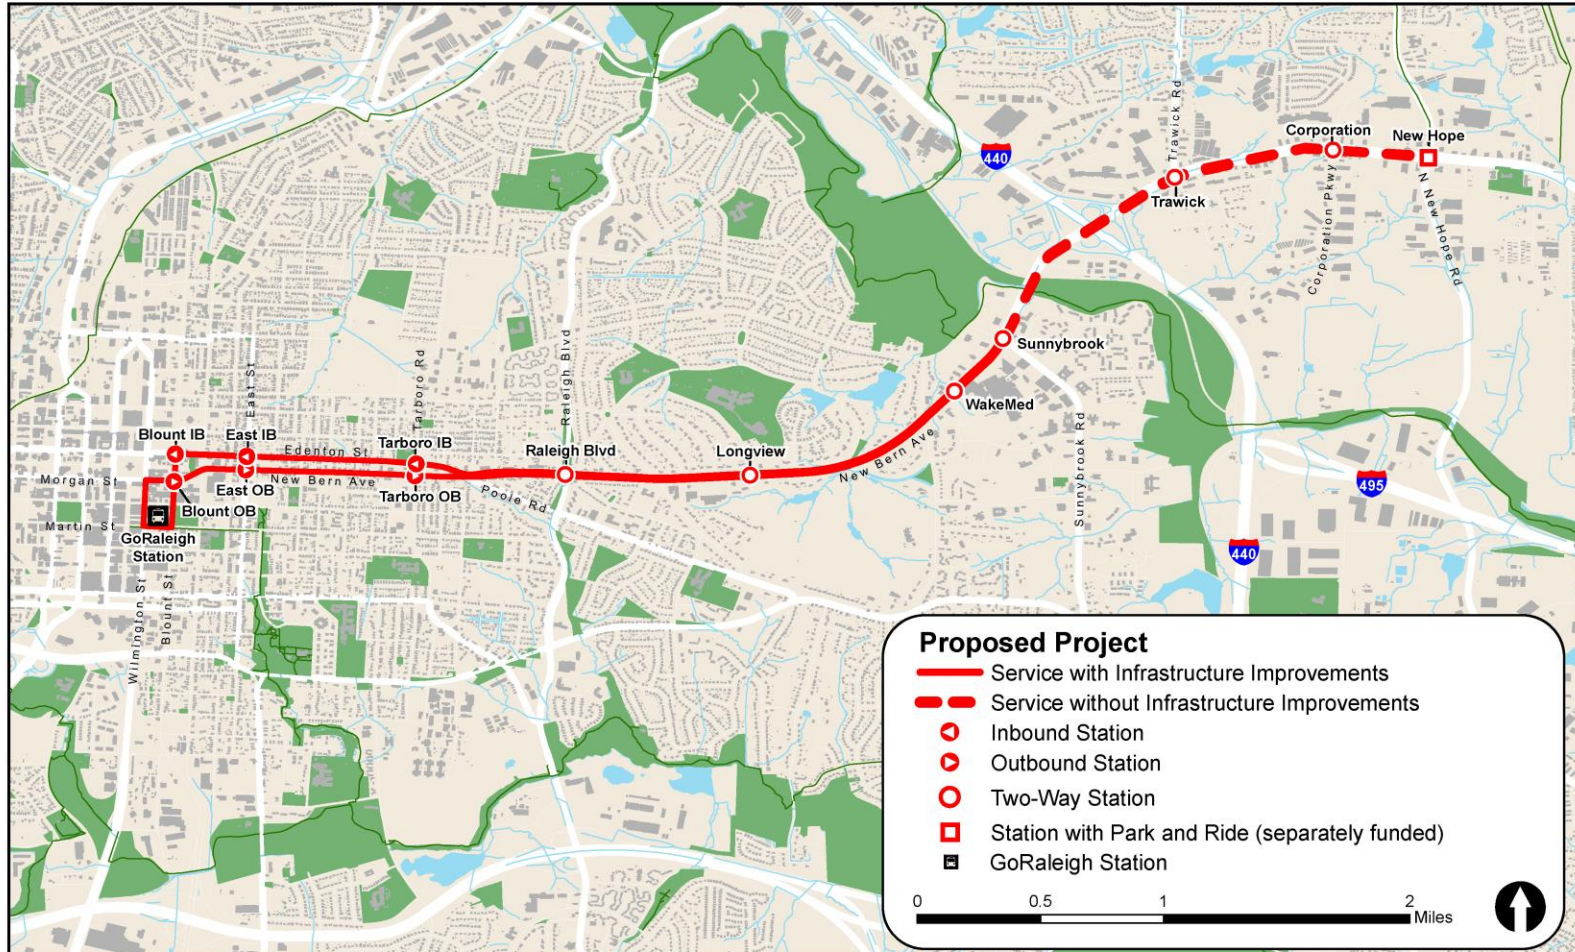 440
Trawick Rd
Corporation
New Hope
Trawick
Corporation Pkwy
N New Hope Rd
Sunnybrook
WakeMed
Raleigh Blvd
Tarboro Rd
East St
Blount IB
East IB
Edenton St
Tarboro IB
Raleigh Blvd
Longview
New Bern Ave
Sunnybrook Rd
Morgan St
East OB
New Bern Ave
Tarboro OB
Poole Rd
Blount OB
Martin St
GoRaleigh
Station
495
440
Wilmington St
Blount St
Proposed Project
Service with Infrastructure Improvements
Service without Infrastructure Improvements
Inbound Station
Outbound Station
Two-Way Station
Station with Park and Ride (separately funded)
GoRaleigh Station
0 0.5 1 2
Miles